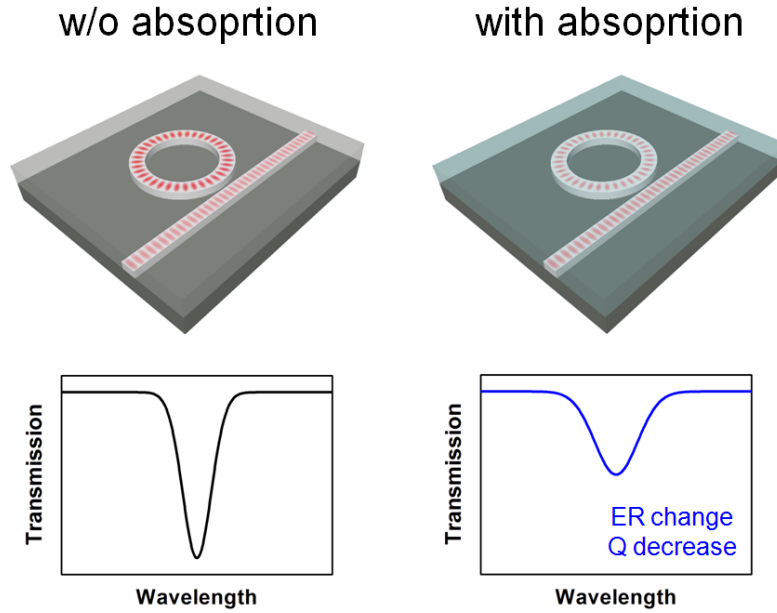 w/o absoprtion
with absoprtion
Transmission
Wavelength
Transmission
ER change
Q decrease
Wavelength